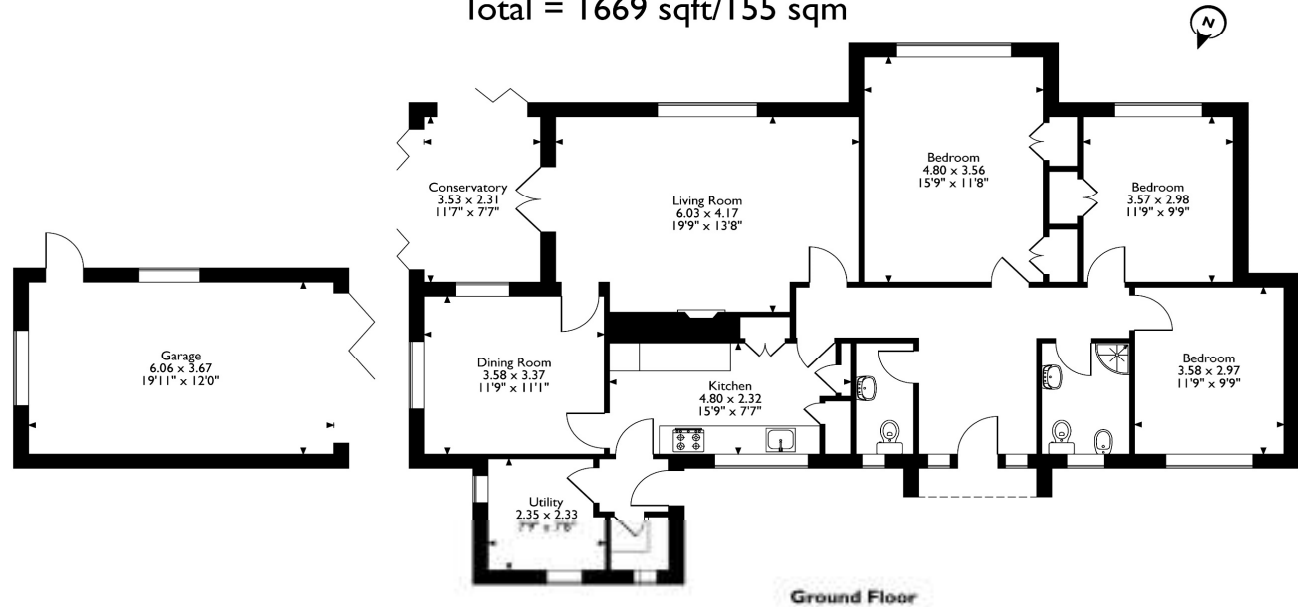 Total = 1669 sqft/155 sqm
N
Bedroom
4.80 x 3.56
15'9" x 11'8"
Conservatory
3.53 x 2.31
11'7" x 7'7"
Living Room
6.03 x 4.17
19'9" x 13'8"
Bedroom
3.57 x 2.98
11'9" x 9'9"
Garage
6.06 x 3.67
19'11" x 12'0"
Dining Room
3.58 x 3.37
11'9" x 11'1"
Kitchen
4.80 x 2.32
15'9" x 7'7"
Bedroom
3.58 x 2.97
11'9" x 9'9"
Utility
2.35 x 2.33
7'9" x 7'8"
Ground Floor